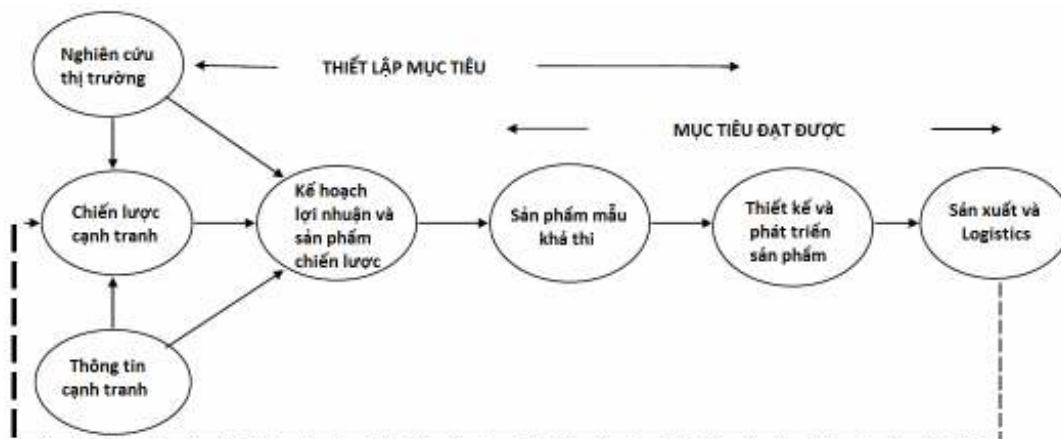 Nghiên cứu
thị trường
THIẾT LẬP MỤC TIÊU
MỤC TIÊU ĐẠT ĐƯỢC
Chiến lược
cạnh tranh
Kế hoạch
lợi nhuận và
sản phẩm
chiến lược
Sản phẩm mẫu
khả thi
Thiết kế và
phát triển
sản phẩm
Sản xuất và
Logistics
Thông tin
cạnh tranh